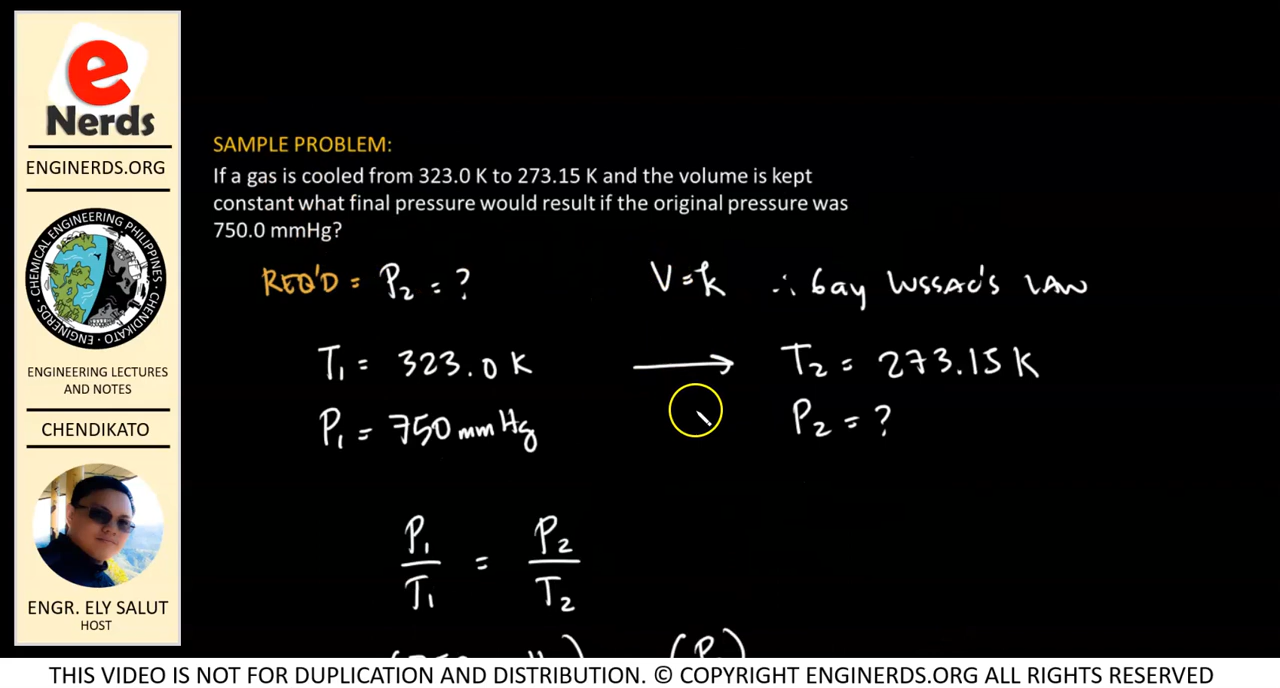 e
Nerds
ENGINERDS.ORG
CHEMICAL ENGINEERING PHILIPPINES
• CHENDIKATO •
ENGINEERING LECTURES
AND NOTES
CHENDIKATO
ENGR. ELY SALUT
HOST
SAMPLE PROBLEM:
If a gas is cooled from 323.0 K to 273.15 K and the volume is kept
constant what final pressure would result if the original pressure was
750.0 mmHg?
REQ'D = P₂ = ? V=k ∴ Gay LUSSAC'S LAW
T₁ = 323.0 K → T₂ = 273.15 K
P₁ = 750 mmHg P₂ = ?
P₁ / T₁ = P₂ / T₂
THIS VIDEO IS NOT FOR DUPLICATION AND DISTRIBUTION. © COPYRIGHT ENGINERDS.ORG ALL RIGHTS RESERVED